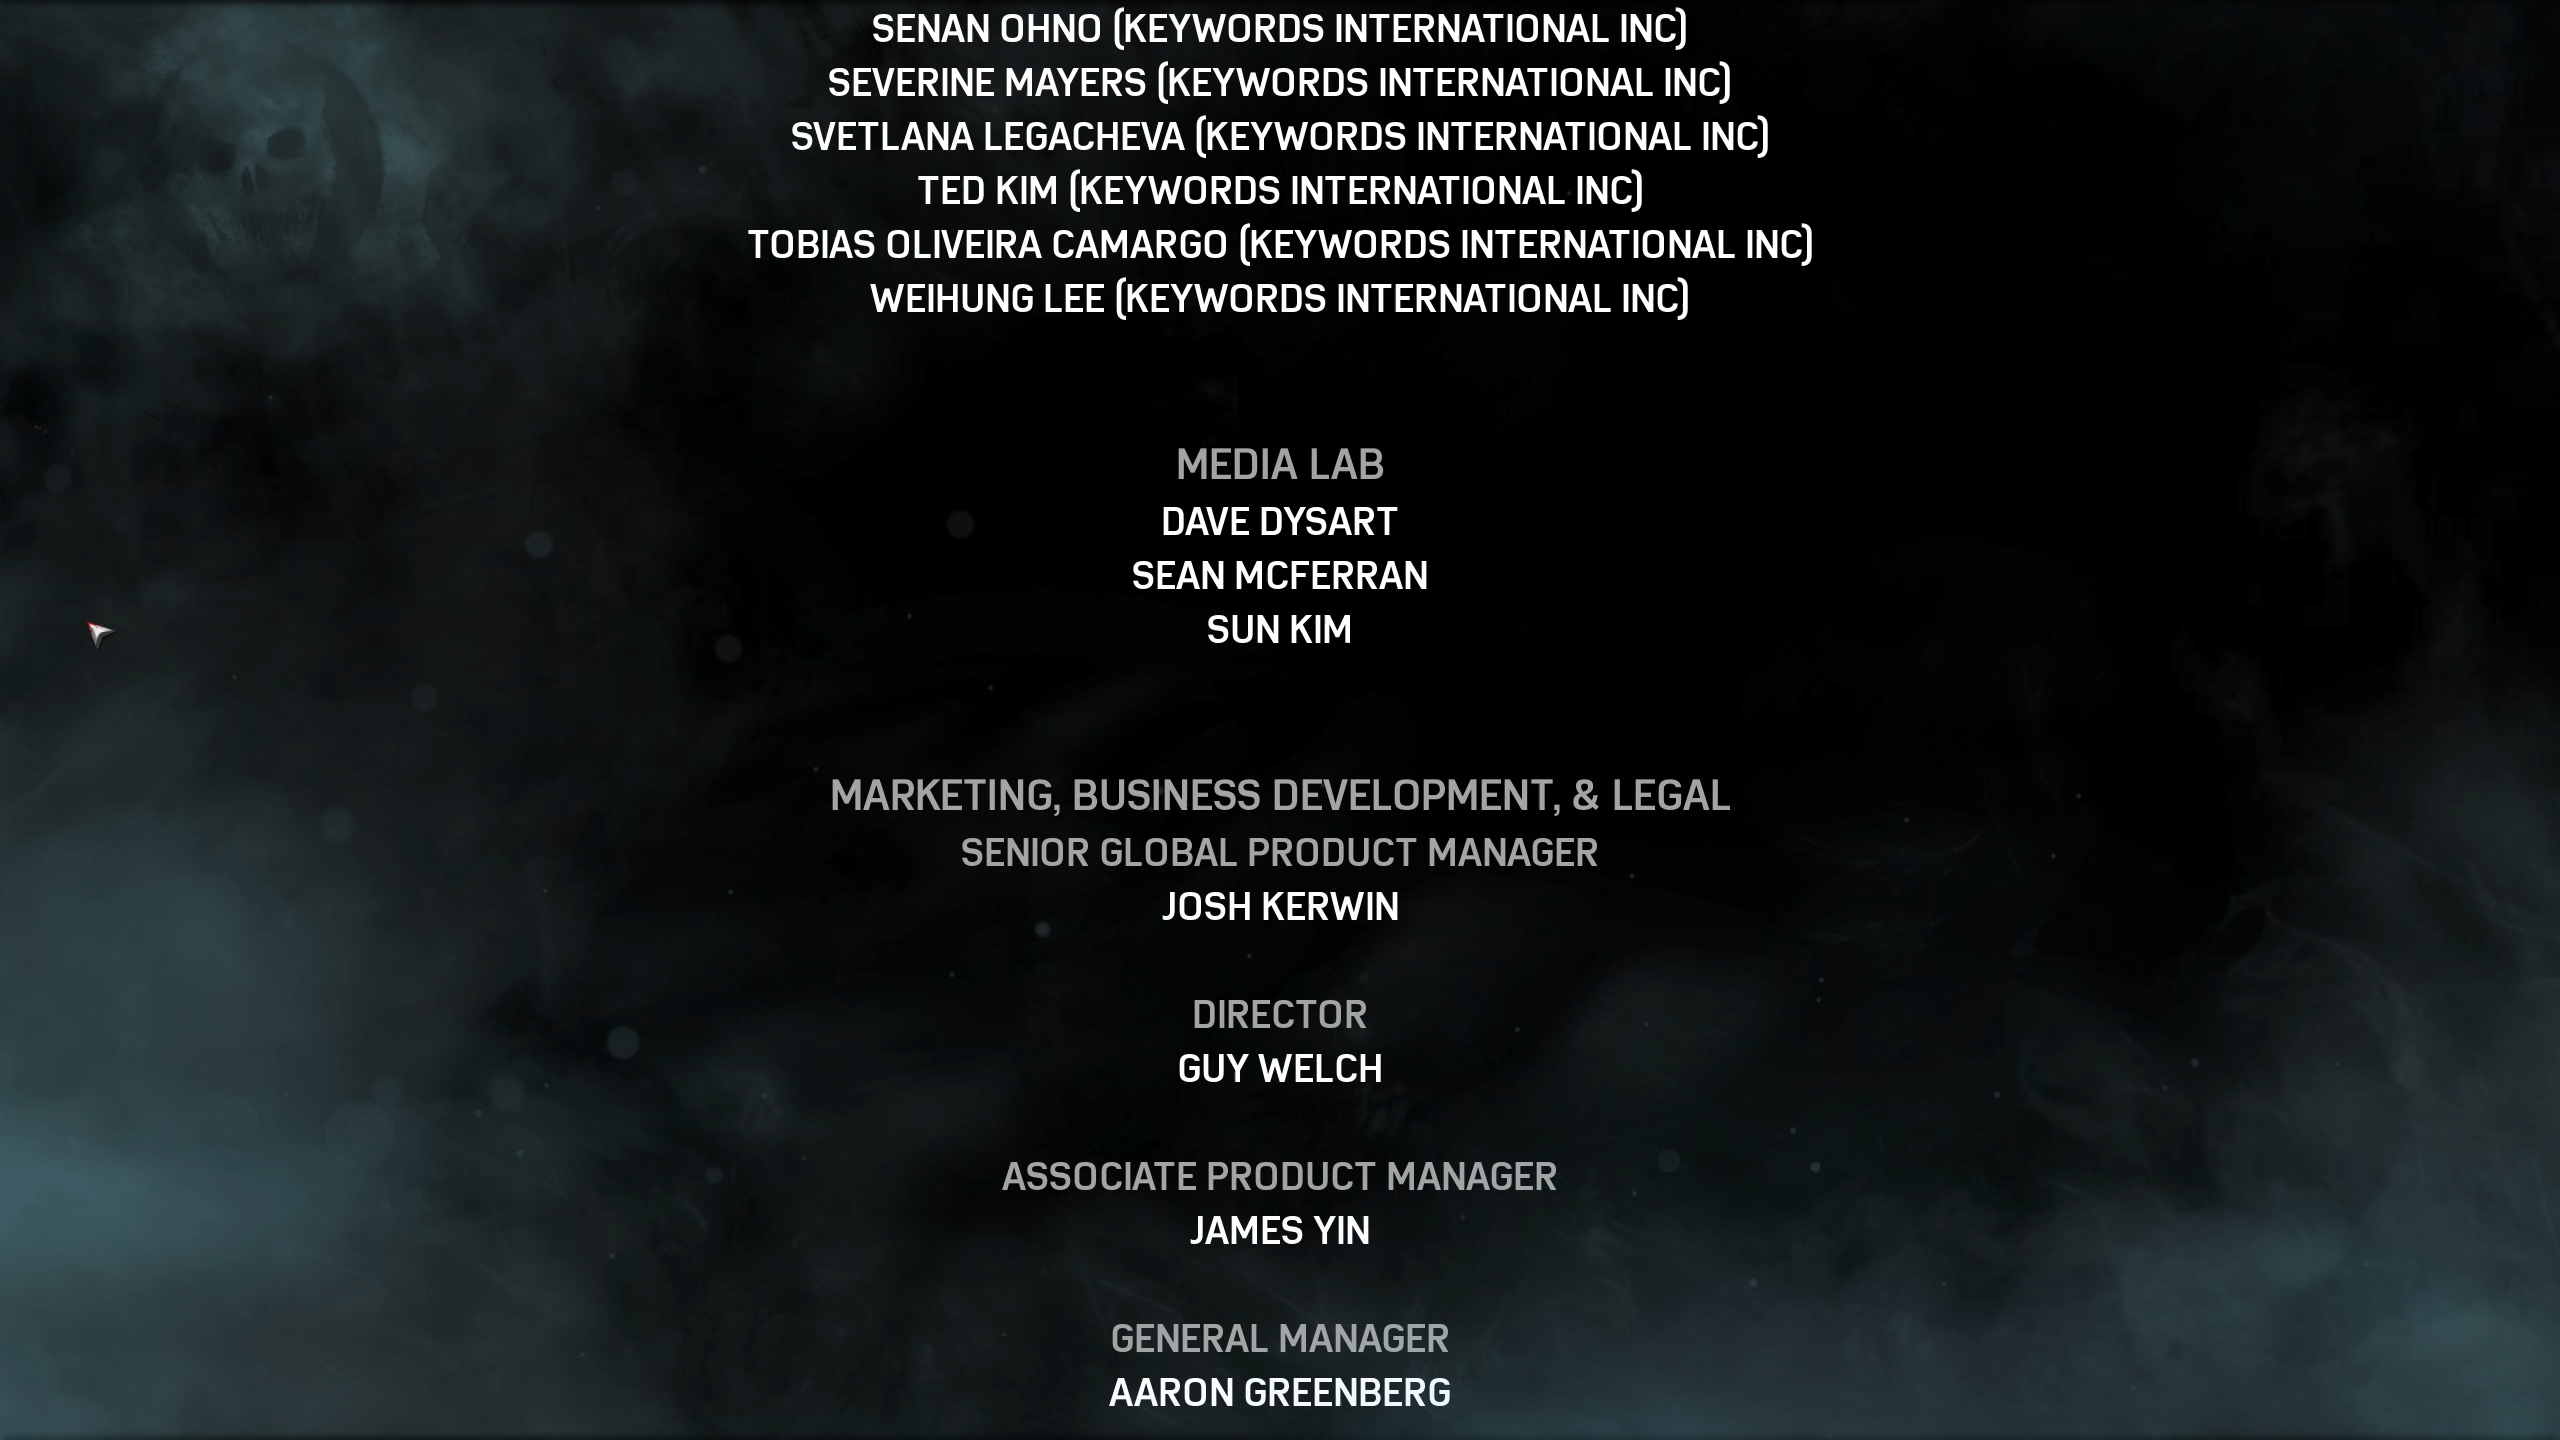 SENAN OHNO (KEYWORDS INTERNATIONAL INC)
SEVERINE MAYERS (KEYWORDS INTERNATIONAL INC)
SVETLANA LEGACHEVA (KEYWORDS INTERNATIONAL INC)
TED KIM (KEYWORDS INTERNATIONAL INC)
TOBIAS OLIVEIRA CAMARGO (KEYWORDS INTERNATIONAL INC)
WEIHUNG LEE (KEYWORDS INTERNATIONAL INC)
MEDIA LAB
DAVE DYSART
SEAN MCFERRAN
SUN KIM
MARKETING, BUSINESS DEVELOPMENT, & LEGAL
SENIOR GLOBAL PRODUCT MANAGER
JOSH KERWIN
DIRECTOR
GUY WELCH
ASSOCIATE PRODUCT MANAGER
JAMES YIN
GENERAL MANAGER
AARON GREENBERG